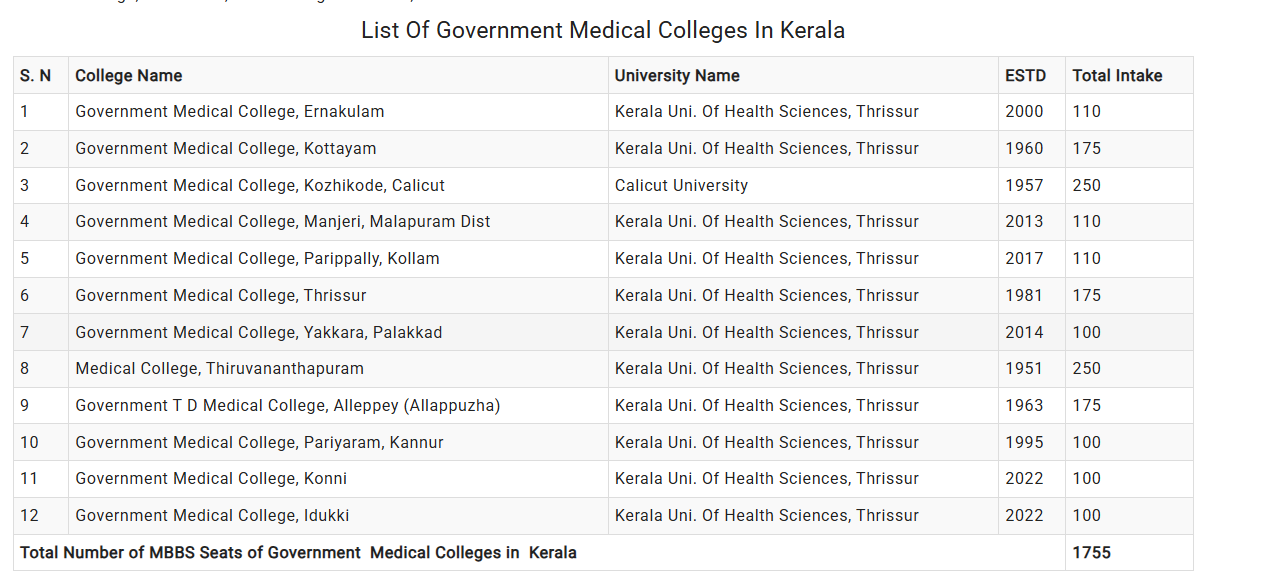 List Of Government Medical Colleges In Kerala
S. N College Name University Name ESTD Total Intake
1 Government Medical College, Ernakulam Kerala Uni. Of Health Sciences, Thrissur 2000 110
2 Government Medical College, Kottayam Kerala Uni. Of Health Sciences, Thrissur 1960 175
3 Government Medical College, Kozhikode, Calicut Calicut University 1957 250
4 Government Medical College, Manjeri, Malapuram Dist Kerala Uni. Of Health Sciences, Thrissur 2013 110
5 Government Medical College, Parippally, Kollam Kerala Uni. Of Health Sciences, Thrissur 2017 110
6 Government Medical College, Thrissur Kerala Uni. Of Health Sciences, Thrissur 1981 175
7 Government Medical College, Yakkara, Palakkad Kerala Uni. Of Health Sciences, Thrissur 2014 100
8 Medical College, Thiruvananthapuram Kerala Uni. Of Health Sciences, Thrissur 1951 250
9 Government T D Medical College, Alleppey (Allappuzha) Kerala Uni. Of Health Sciences, Thrissur 1963 175
10 Government Medical College, Pariyaram, Kannur Kerala Uni. Of Health Sciences, Thrissur 1995 100
11 Government Medical College, Konni Kerala Uni. Of Health Sciences, Thrissur 2022 100
12 Government Medical College, Idukki Kerala Uni. Of Health Sciences, Thrissur 2022 100
Total Number of MBBS Seats of Government Medical Colleges in Kerala 1755